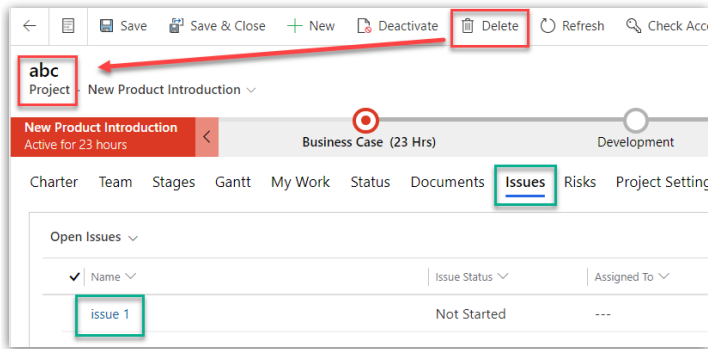 Save Save & Close New Deactivate Delete Refresh Check Acc
abc
Project · New Product Introduction
New Product Introduction
Active for 23 hours
Business Case (23 Hrs) Development
Charter Team Stages Gantt My Work Status Documents Issues Risks Project Setting
Open Issues
Name Issue Status Assigned To
issue 1 Not Started ---